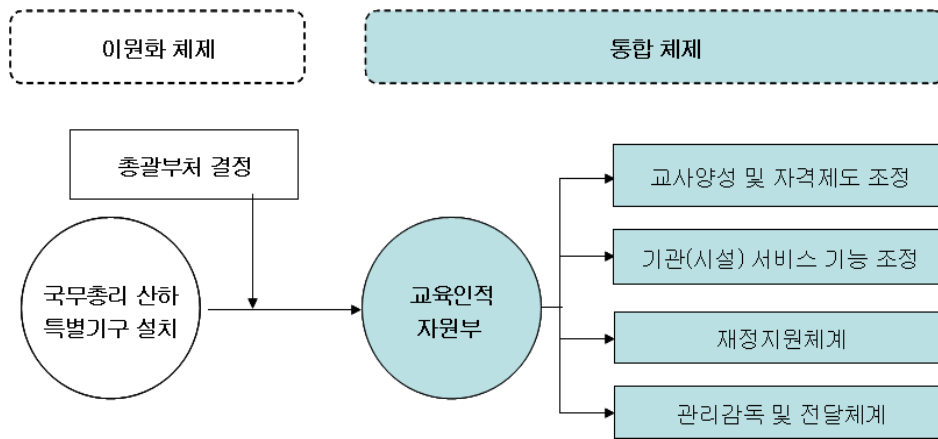 이원화 체제
통합 체제
총괄부처 결정
국무총리 산하
특별기구 설치
교육인적
자원부
교사양성 및 자격제도 조정
기관(시설) 서비스 기능 조정
재정지원체계
관리감독 및 전달체계